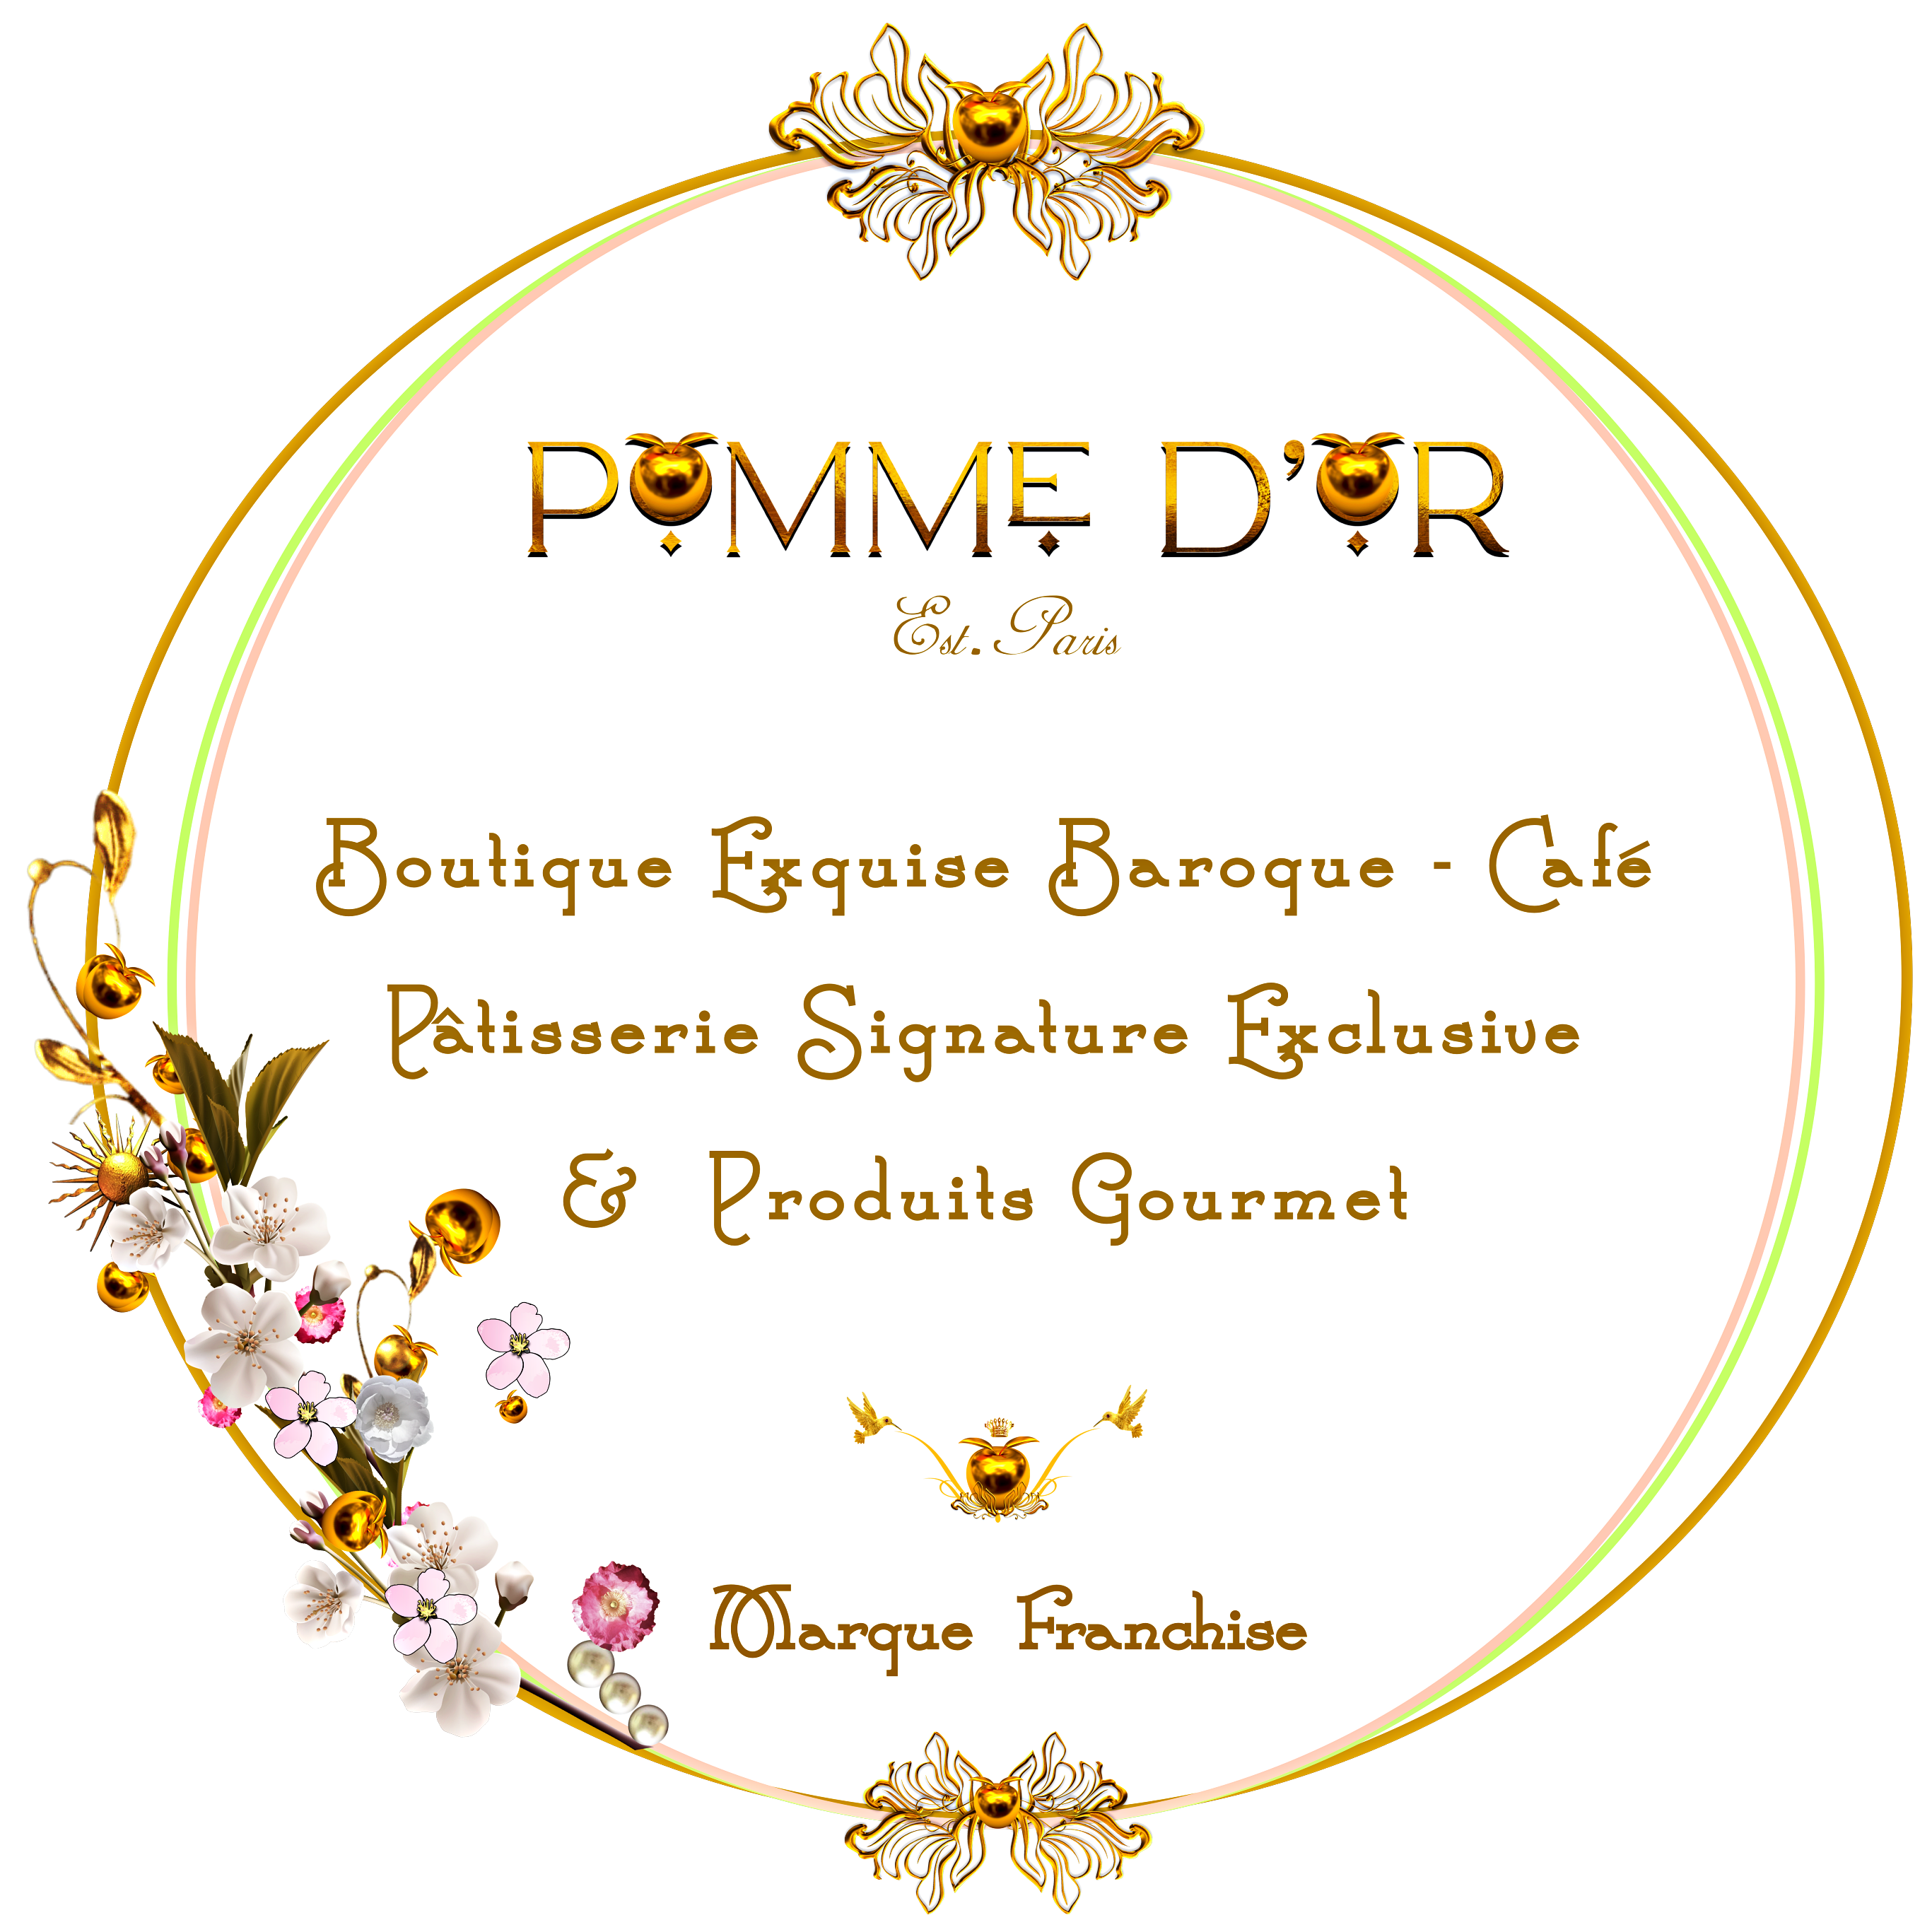 POMME D'OR
Est. Paris
Boutique Exquise Baroque - Café
Pâtisserie Signature Exclusive
& Produits Gourmet
Marque Franchise